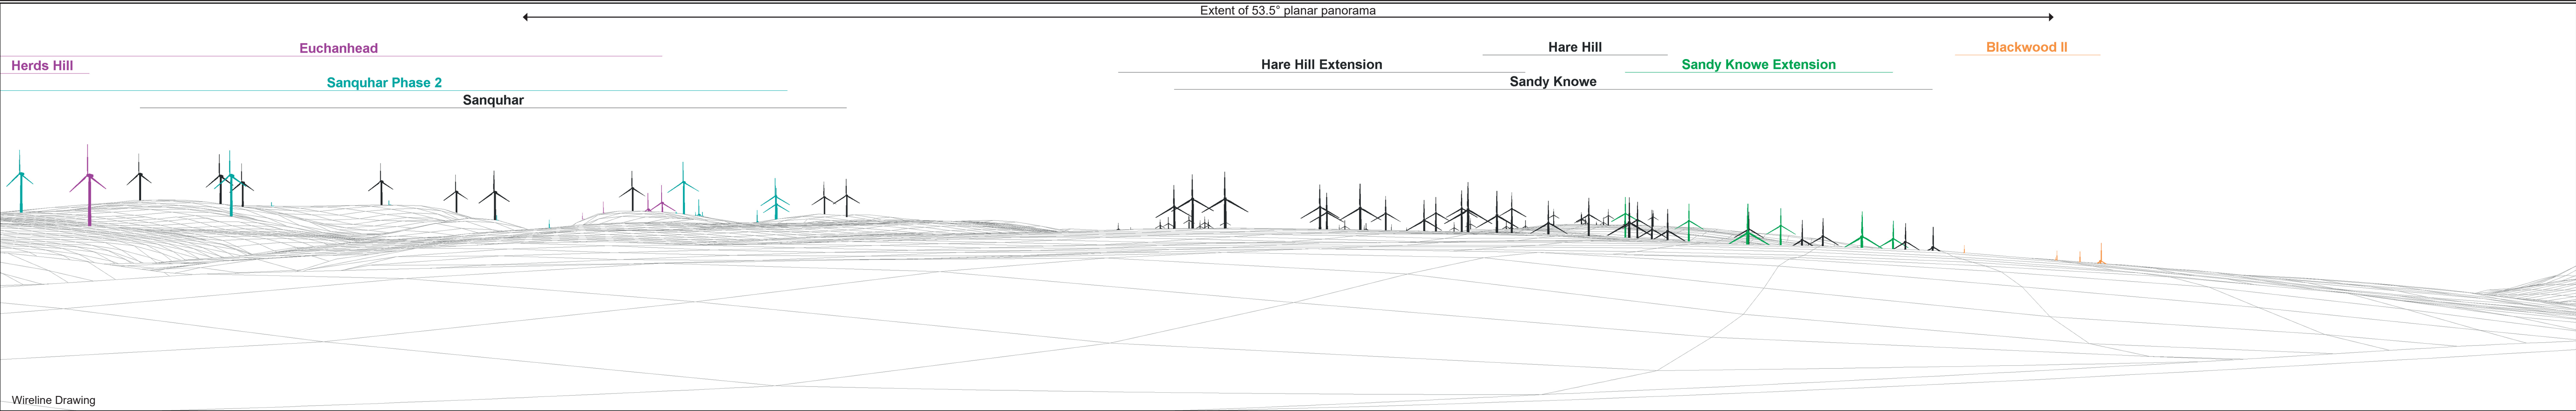 Extent of 53.5° planar panorama
Euchanhead
Hare Hill
Blackwood II
Herds Hill
Hare Hill Extension
Sandy Knowe Extension
Sanquhar Phase 2
Sandy Knowe
Sanquhar
Wireline Drawing